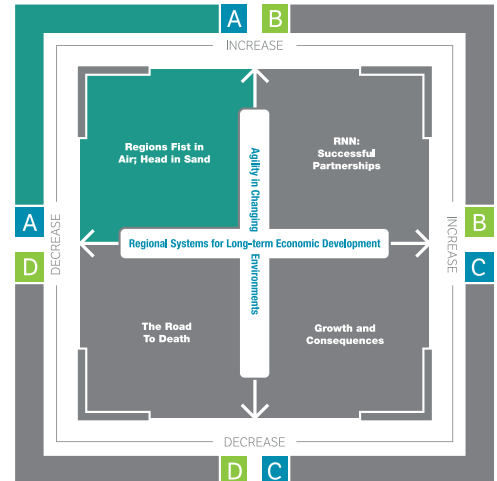 A B
INCREASE
Regions Fist in
Air; Head in Sand
RNN:
Successful
Partnerships
Agility in Changing Environments
A
B
DECREASE
INCREASE
Regional Systems for Long-term Economic Development
D
C
The Road
To Death
Growth and
Consequences
DECREASE
D C